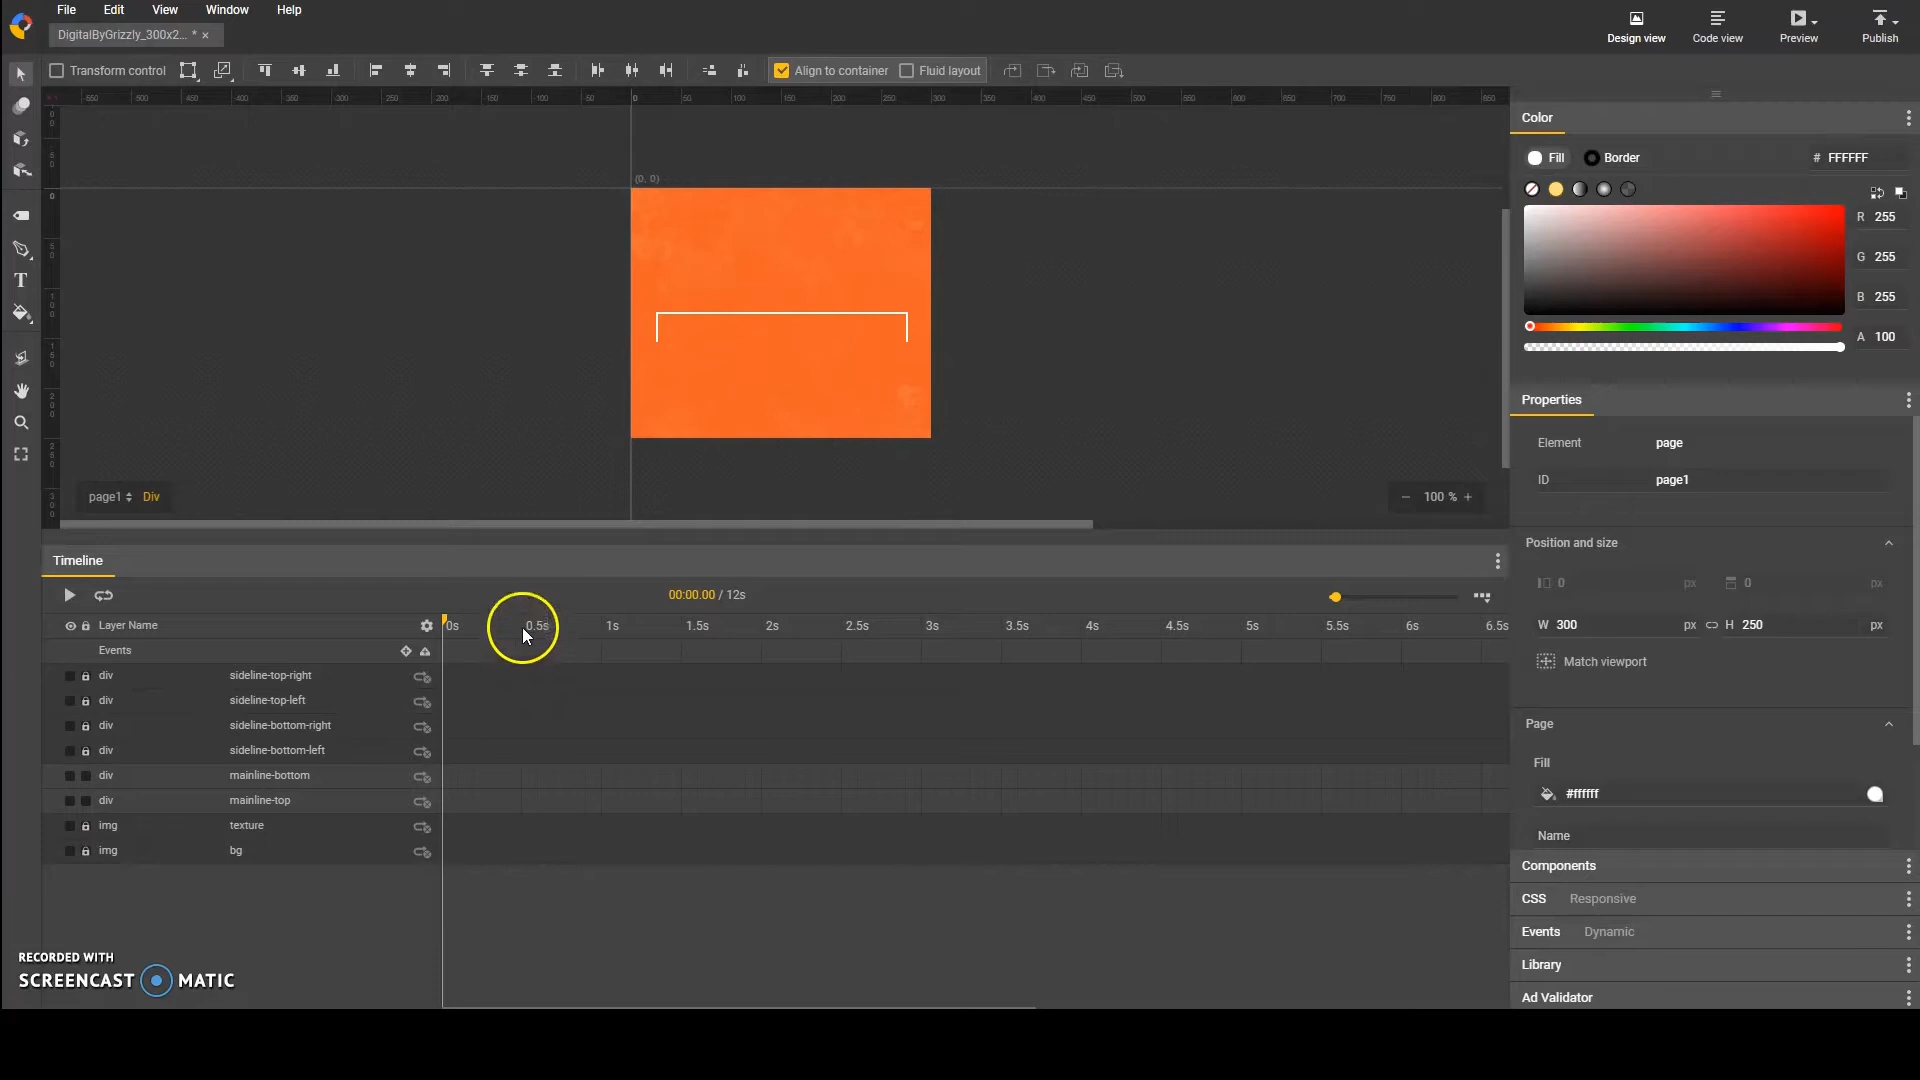 File Edit View Window Help
DigitalByGrizzly_300x2... * ×
Design view Code view Preview Publish
Transform control Align to container Fluid layout
(0, 0)
page1 Div
100 %
Timeline
00:00.00 / 12s
Layer Name 0s 0.5s 1s 1.5s 2s 2.5s 3s 3.5s 4s 4.5s 5s 5.5s 6s 6.5s
Events
div sideline-top-right
div sideline-top-left
div sideline-bottom-right
div sideline-bottom-left
div mainline-bottom
div mainline-top
img texture
img bg
RECORDED WITH
SCREENCAST MATIC
Color
Fill Border # FFFFFF
R 255
G 255
B 255
A 100
Properties
Element page
ID page1
Position and size
0 px 0 px
W 300 px H 250 px
Match viewport
Page
Fill
#ffffff
Name
Components
CSS Responsive
Events Dynamic
Library
Ad Validator